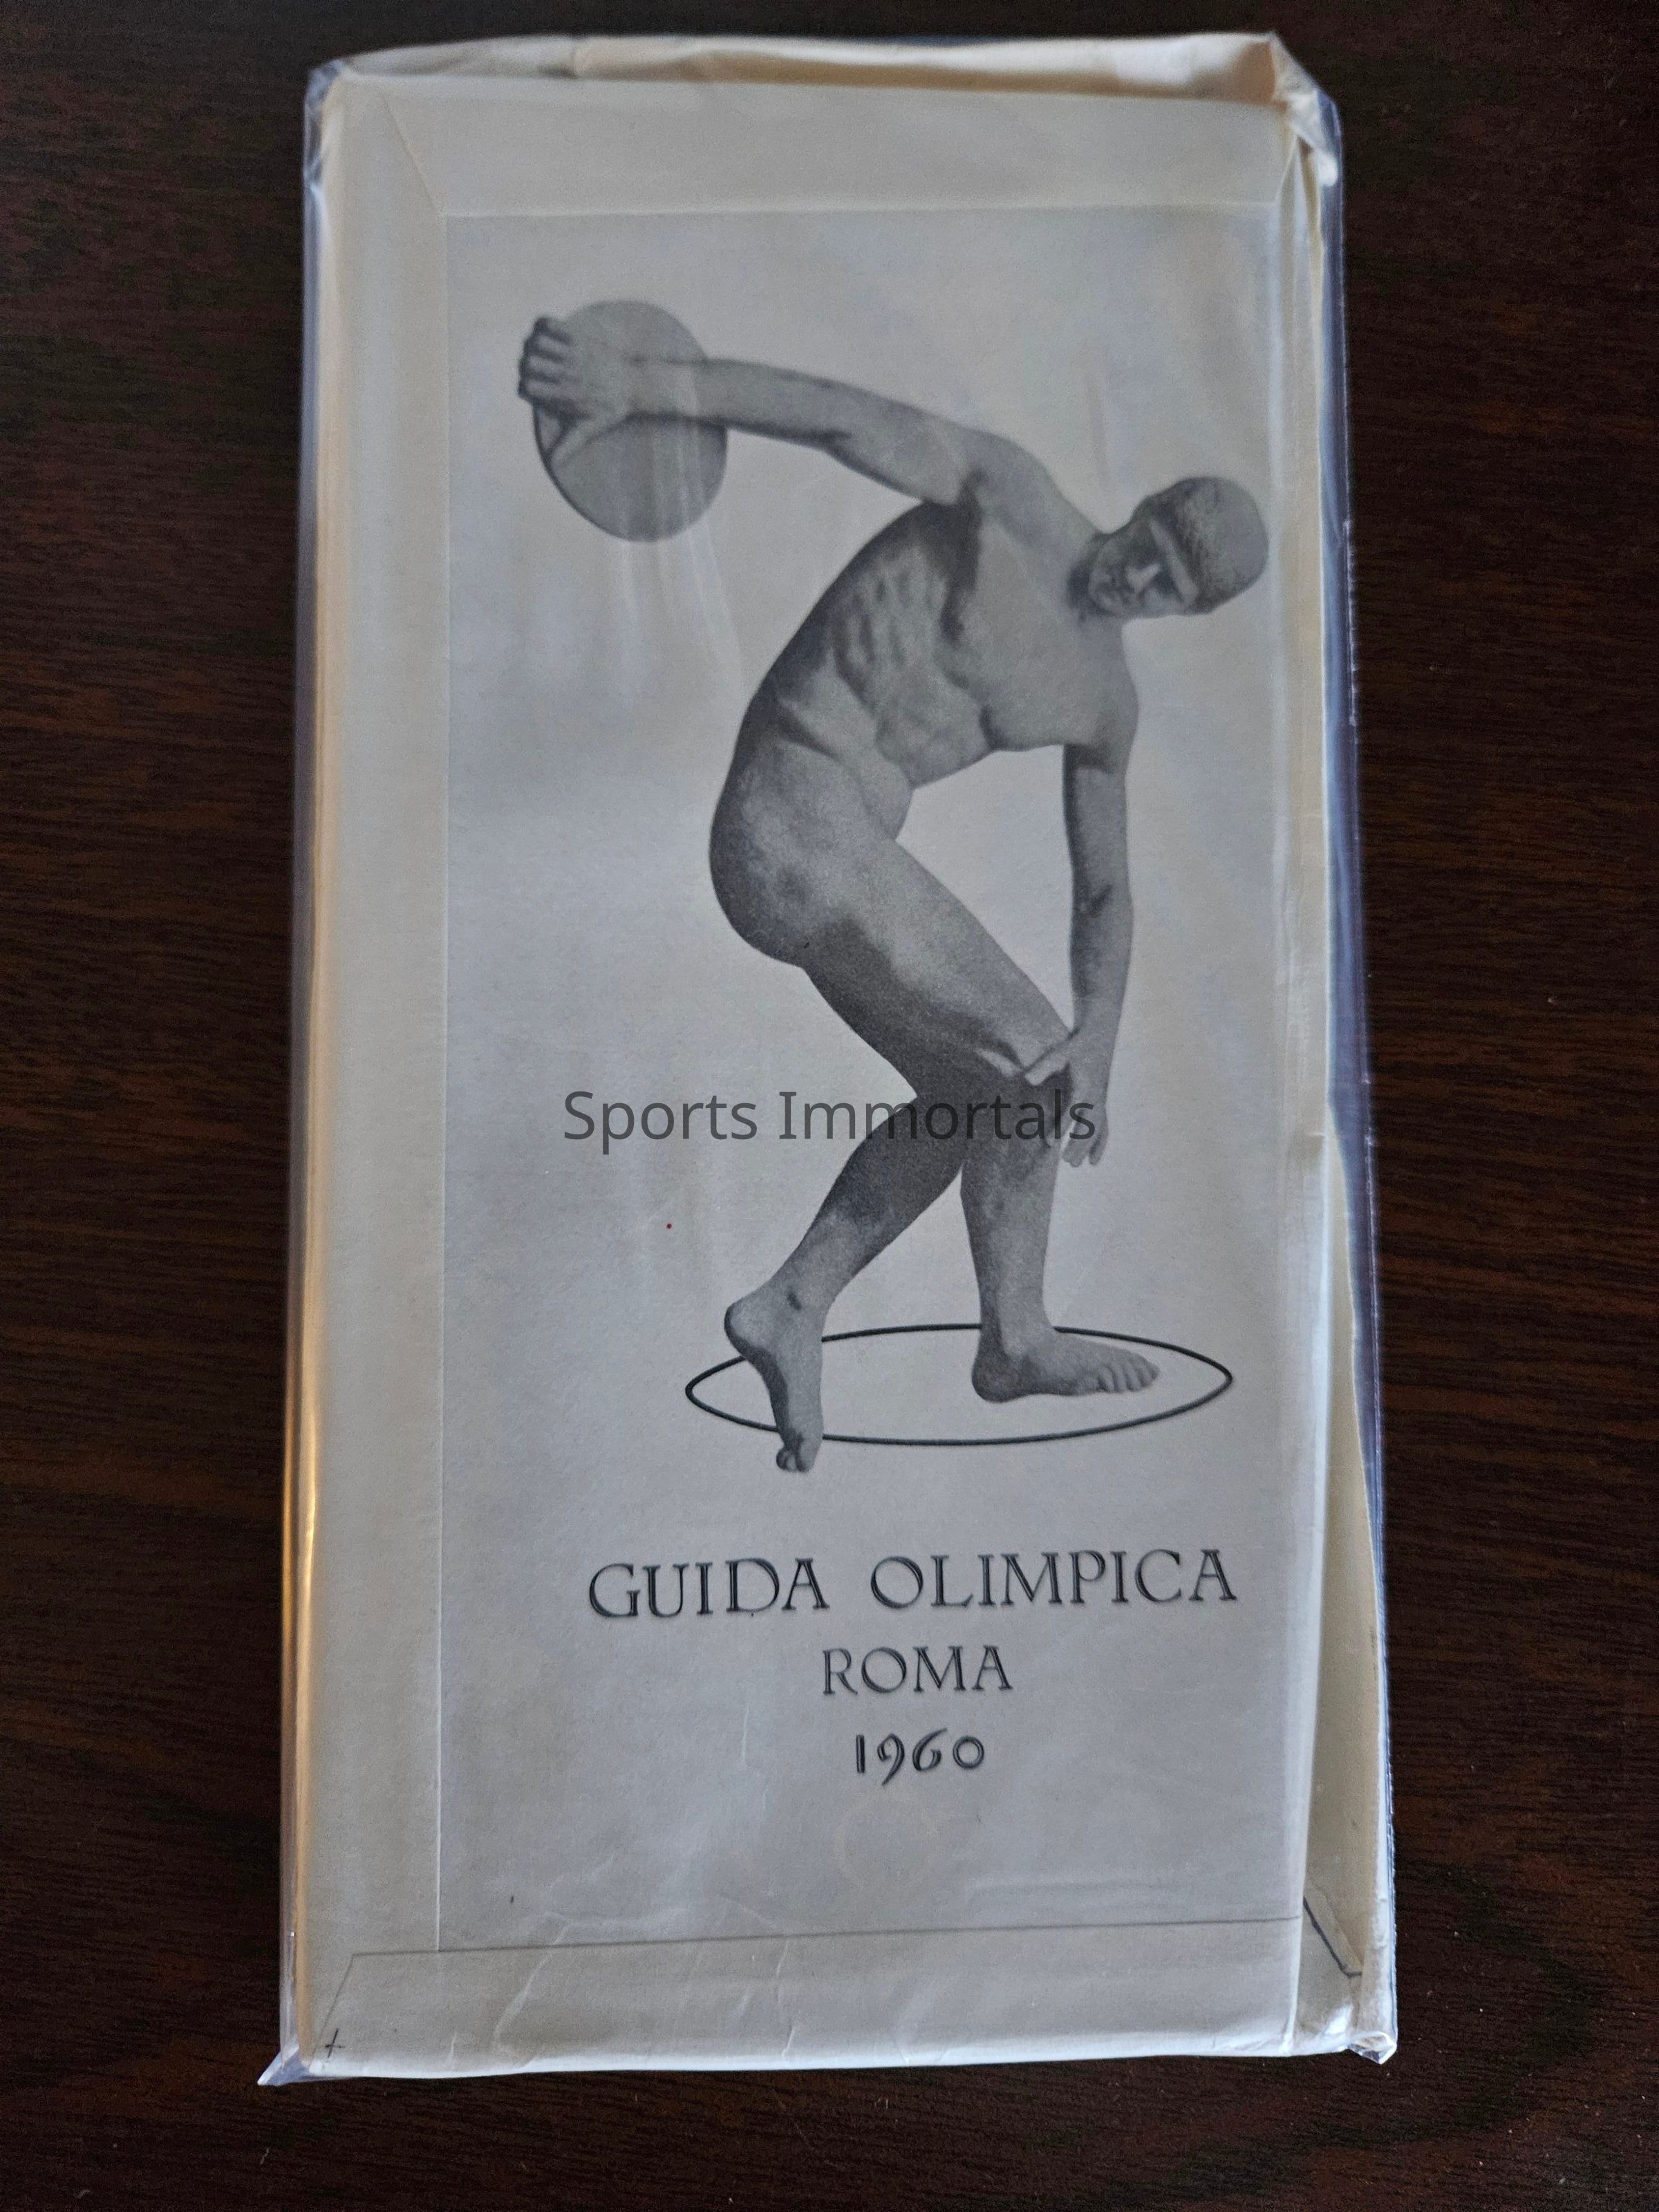 Sports Immortals
GUIDA OLIMPICA
ROMA
1960